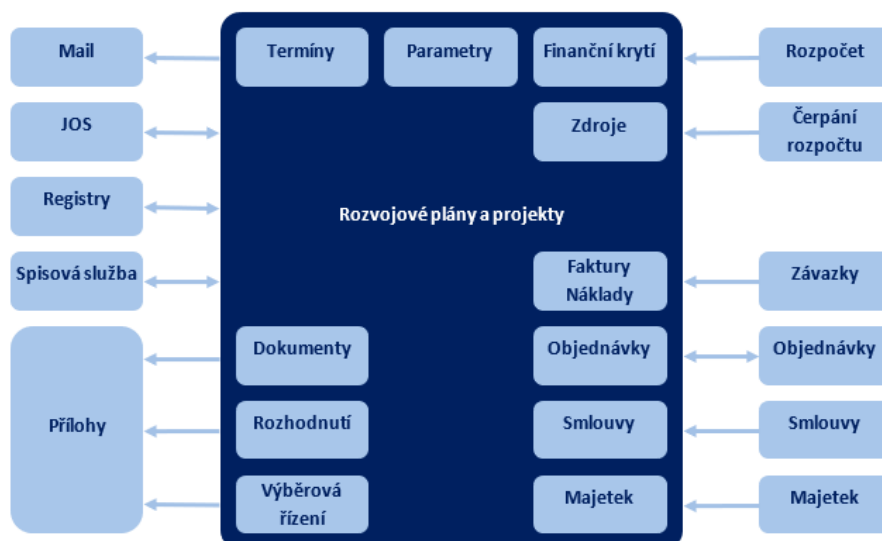 Mail
Termíny
Parametry
Finanční krytí
Rozpočet
JOS
Zdroje
Čerpání
rozpočtu
Registry
Rozvojové plány a projekty
Spisová služba
Faktury
Náklady
Závazky
Přílohy
Dokumenty
Objednávky
Objednávky
Rozhodnutí
Smlouvy
Smlouvy
Výběrová
řízení
Majetek
Majetek